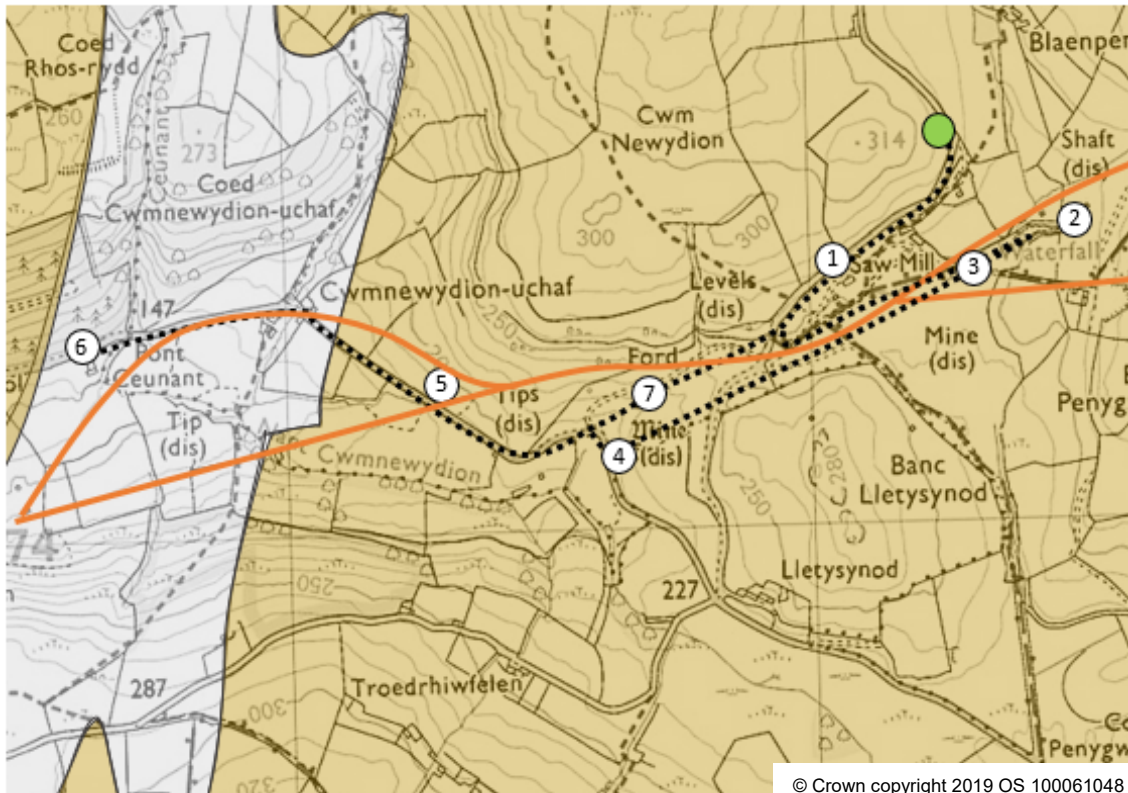 Coed
Rhos-rydd
260
Ceunant
273
Coed
Cwmnewydion-uchaf
Cwm
Newydion
314
Blaenper
Shaft
(dis)
300
300
1
2
3
Saw Mill
Waterfall
Levels
(dis)
Cwmnewydion-uchaf
147
250
6
Pont
Ceunant
Ford
Mine
(dis)
5
7
Tips
(dis)
Tip
(dis)
Cwmnewydion
Mine
(dis)
4
Penyg
Banc
Lletysynod
250
280
74
Lletysynod
227
250
Troedrhiwfelen
287
300
320
Penygw
© Crown copyright 2019 OS 100061048